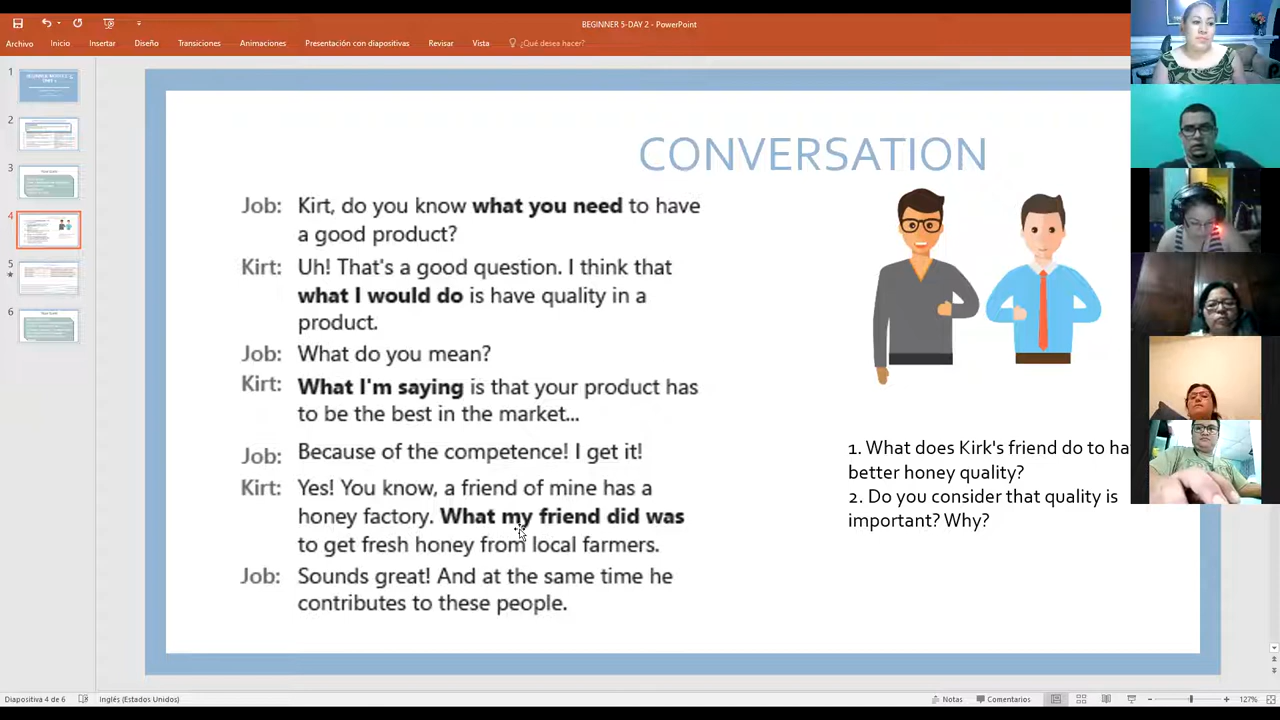 BEGINNER 5-DAY 2 - PowerPoint
Archivo Inicio Insertar Diseño Transiciones Animaciones Presentación con diapositivas Revisar Vista ¿Qué desea hacer?
1
2
3
4
5
6
CONVERSATION
Job: Kirt, do you know what you need to have
a good product?
Kirt: Uh! That's a good question. I think that
what I would do is have quality in a
product.
Job: What do you mean?
Kirt: What I'm saying is that your product has
to be the best in the market...
Job: Because of the competence! I get it!
Kirt: Yes! You know, a friend of mine has a
honey factory. What my friend did was
to get fresh honey from local farmers.
Job: Sounds great! And at the same time he
contributes to these people.
1. What does Kirk's friend do to ha
better honey quality?
2. Do you consider that quality is
important? Why?
Diapositiva 4 de 6 Inglés (Estados Unidos) Notas Comentarios 127%